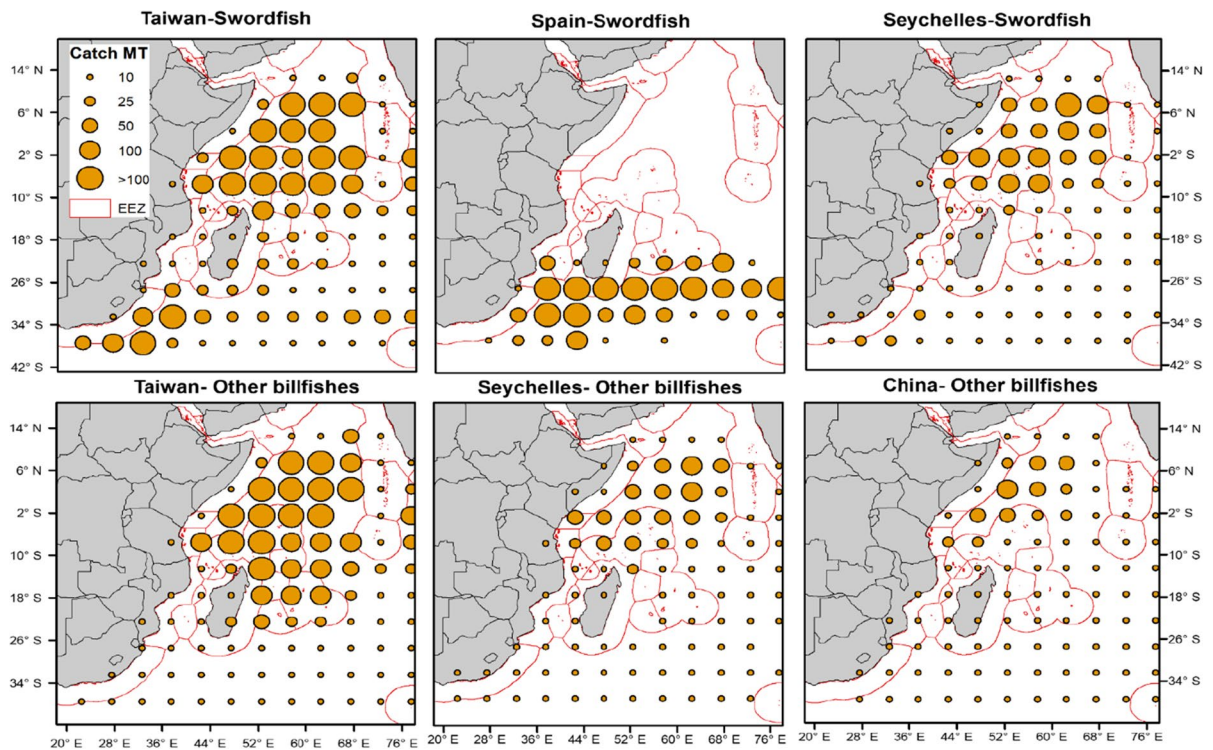 Taiwan-Swordfish
Spain-Swordfish
Seychelles-Swordfish
Catch MT
10
25
50
100
>100
EEZ
14° N
6° N
2° S
10° S
18° S
26° S
34° S
42° S
14° N
6° N
2° S
10° S
18° S
26° S
34° S
42° S
Taiwan- Other billfishes
Seychelles- Other billfishes
China- Other billfishes
14° N
6° N
2° S
10° S
18° S
26° S
34° S
14° N
6° N
2° S
10° S
18° S
26° S
34° S
20° E 28° E 36° E 44° E 52° E 60° E 68° E 76° E
20° E 28° E 36° E 44° E 52° E 60° E 68° E 76° E
20° E 28° E 36° E 44° E 52° E 60° E 68° E 76° E